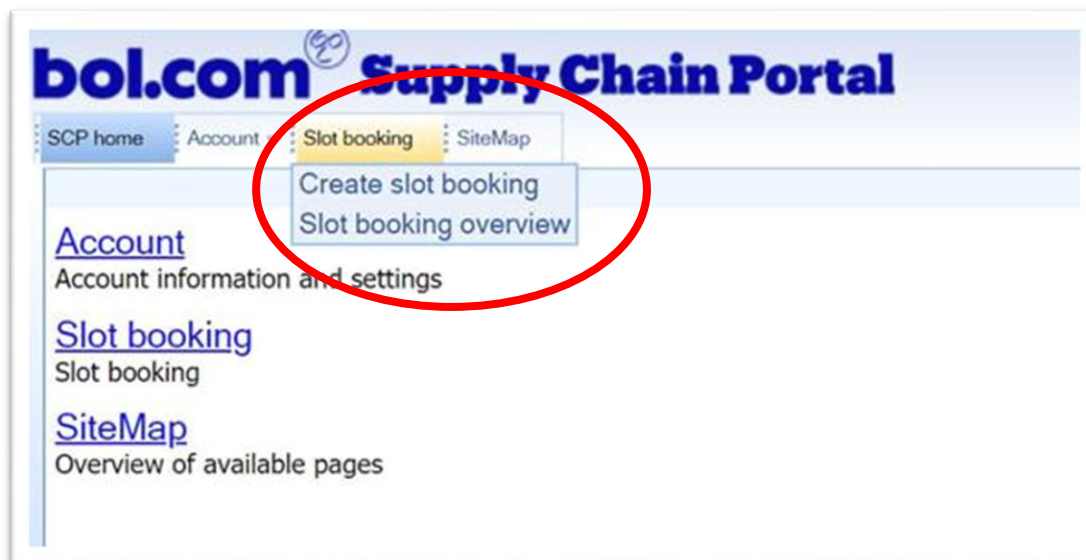 bol.com Supply Chain Portal
SCP home Account Slot booking SiteMap
Create slot booking
Slot booking overview
Account
Account information and settings
Slot booking
Slot booking
SiteMap
Overview of available pages